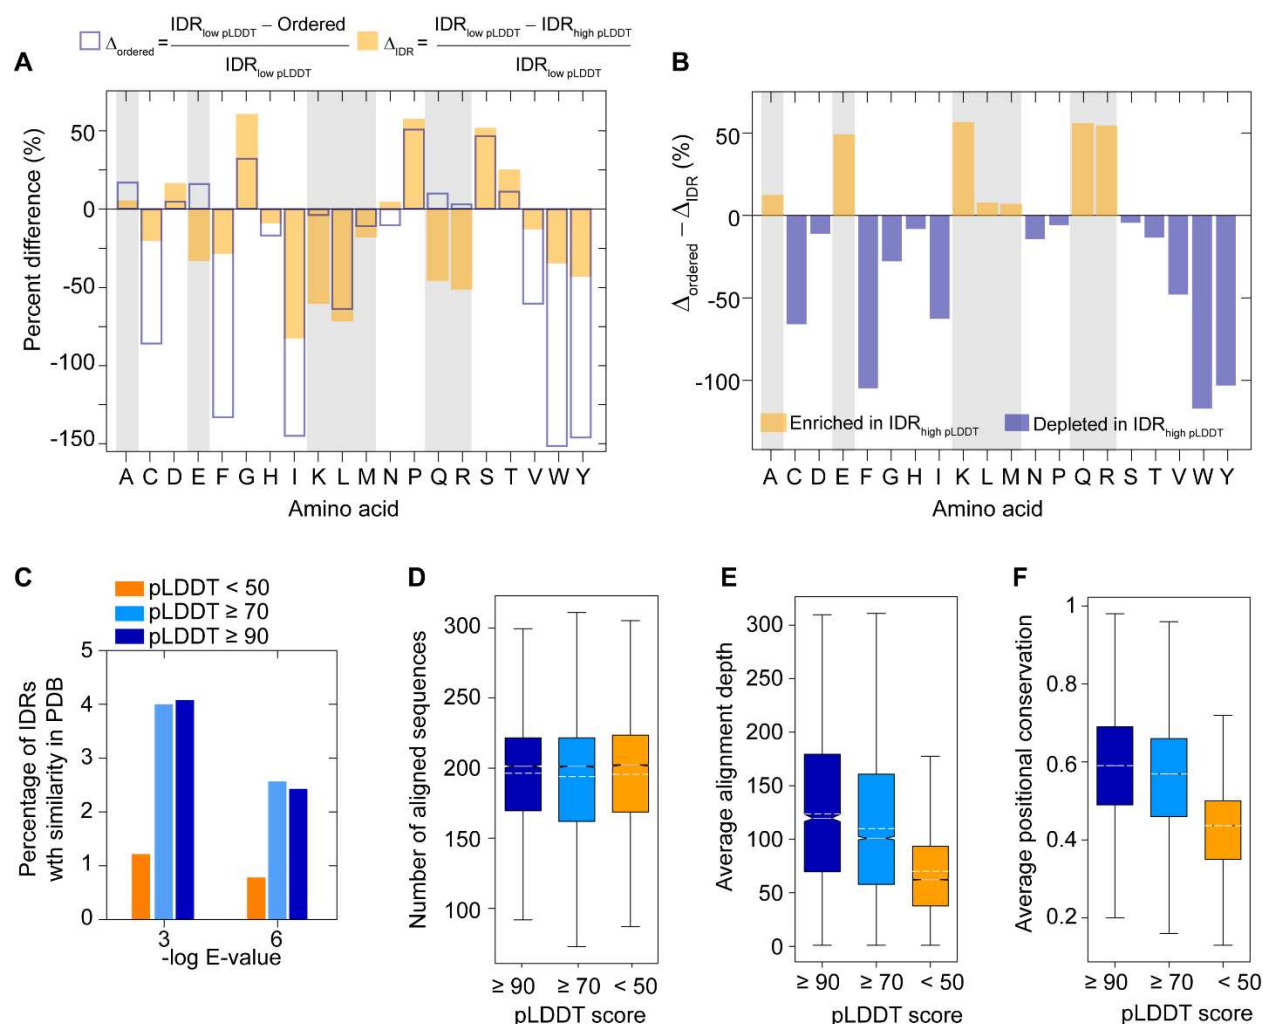 Δordered = IDRlow pLDDT – Ordered / IDRlow pLDDT
ΔIDR = IDRlow pLDDT – IDRhigh pLDDT / IDRlow pLDDT
A
Percent difference (%)
50
0
-50
-100
-150
A C D E F G H I K L M N P Q R S T V W Y
Amino acid
B
Δordered – ΔIDR (%)
50
0
-50
-100
Enriched in IDRhigh pLDDT
Depleted in IDRhigh pLDDT
A C D E F G H I K L M N P Q R S T V W Y
Amino acid
C
pLDDT < 50
pLDDT ≥ 70
pLDDT ≥ 90
Percentage of IDRs
wth similarity in PDB
5
4
3
2
1
0
3 6
-log E-value
D
Number of aligned sequences
300
250
200
150
100
≥ 90 ≥ 70 < 50
pLDDT score
E
Average alignment depth
300
250
200
150
100
50
0
≥ 90 ≥ 70 < 50
pLDDT score
F
Average positional conservation
1
0.8
0.6
0.4
0.2
≥ 90 ≥ 70 < 50
pLDDT score